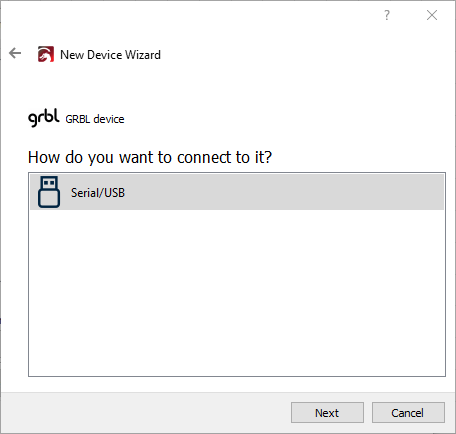 ?
New Device Wizard
grbl GRBL device
How do you want to connect to it?
Serial/USB
Next Cancel